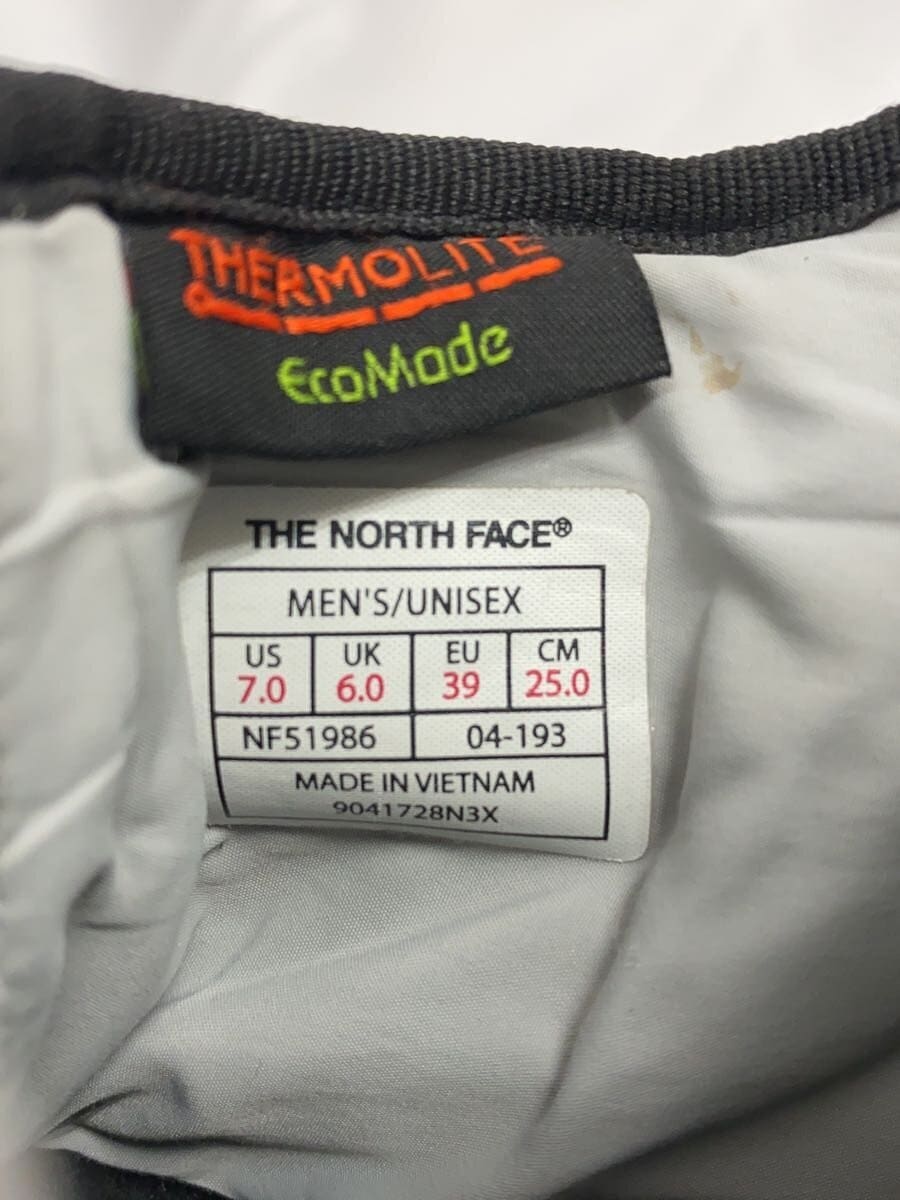 THERMOLITE
EcoMade
THE NORTH FACE®
MEN'S/UNISEX
US UK EU CM
7.0 6.0 39 25.0
NF51986 04-193
MADE IN VIETNAM
9041728N3X